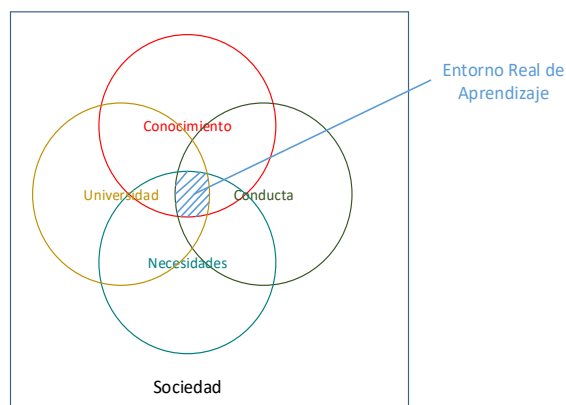 Entorno Real de
Aprendizaje
Conocimiento
Universidad
Conducta
Necesidades
Sociedad